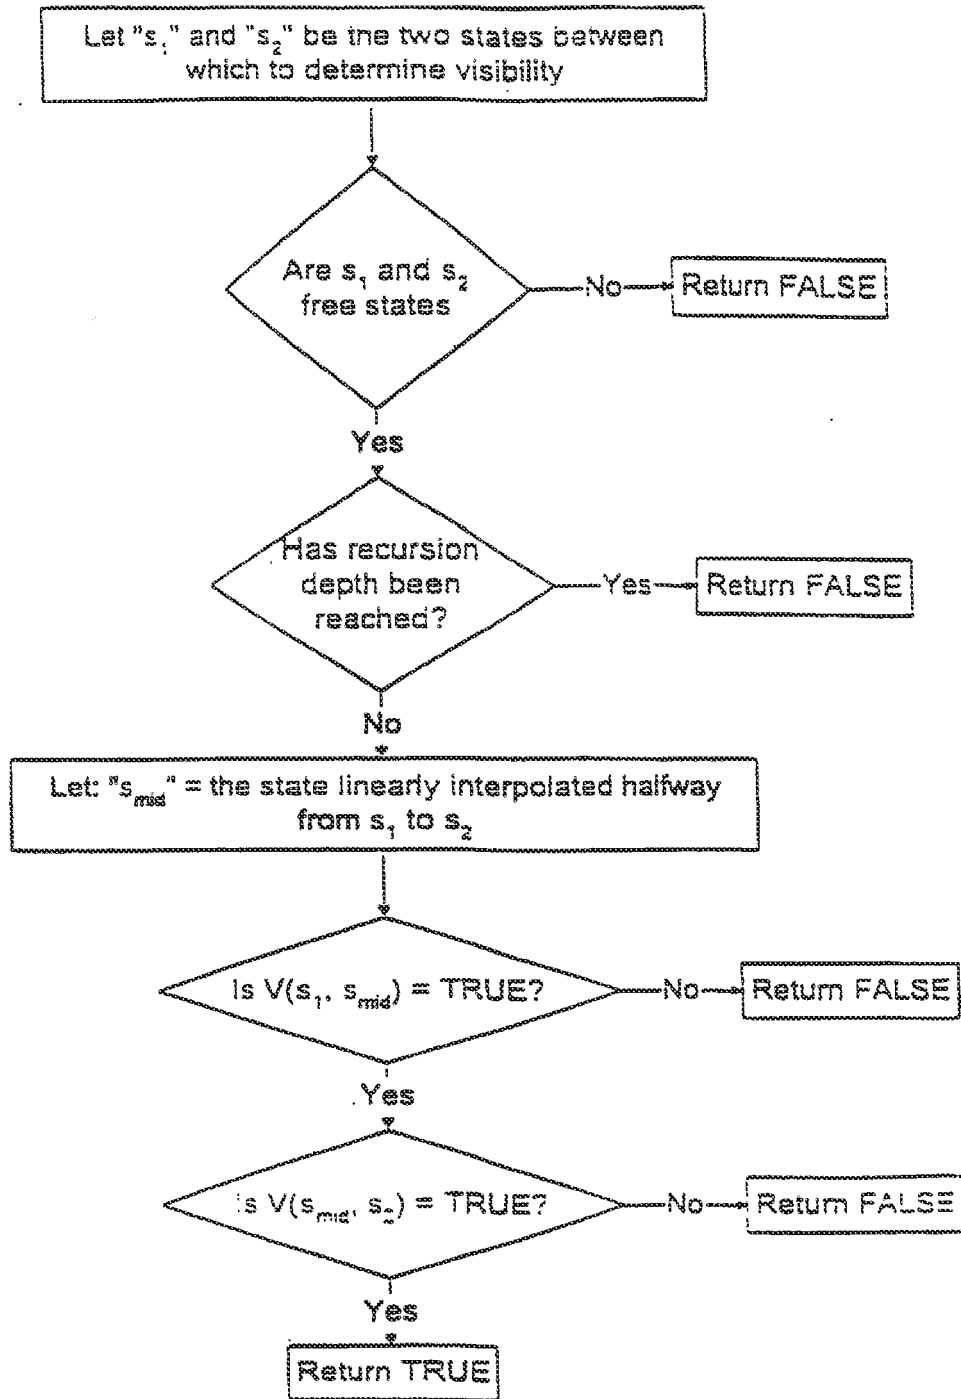 Let "s₁" and "s₂" be the two states between
which to determine visibility
Are s₁ and s₂
free states
No
Return FALSE
Yes
Has recursion
depth been
reached?
Yes
Return FALSE
No
Let: "s_mid" = the state linearly interpolated halfway
from s₁ to s₂
Is V(s₁, s_mid) = TRUE?
No
Return FALSE
Yes
Is V(s_mid, s₂) = TRUE?
No
Return FALSE
Yes
Return TRUE